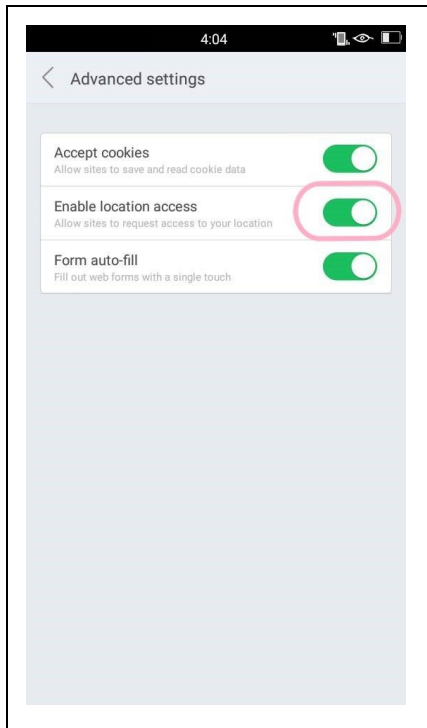 4:04
Advanced settings
Accept cookies
Allow sites to save and read cookie data
Enable location access
Allow sites to request access to your location
Form auto-fill
Fill out web forms with a single touch